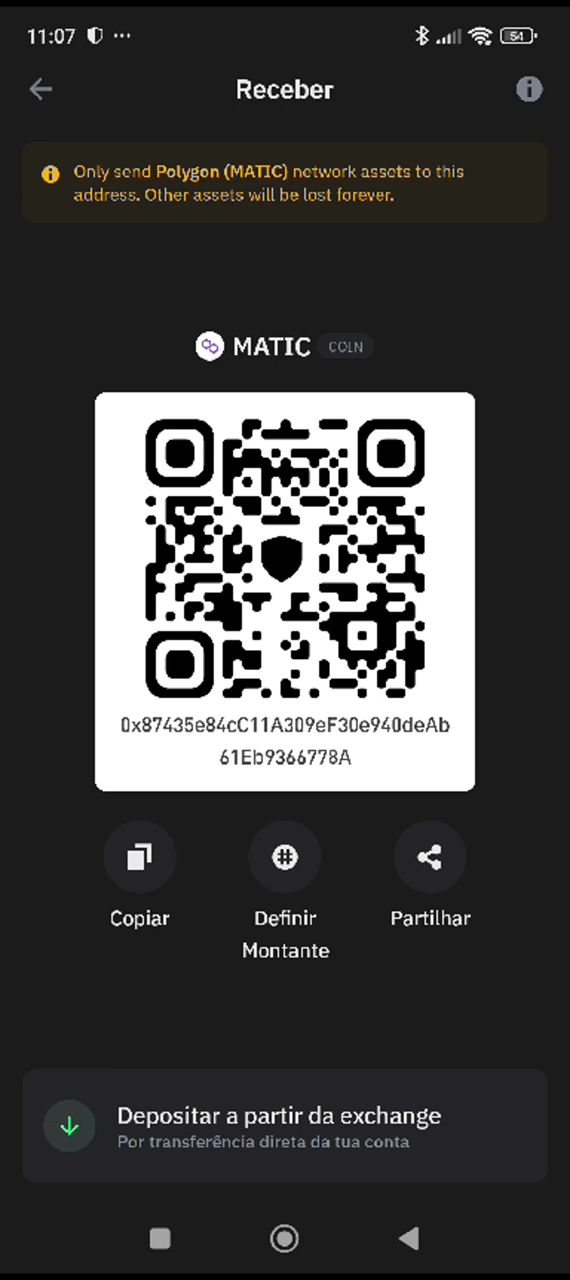 11:07
54
Receber
Only send Polygon (MATIC) network assets to this
address. Other assets will be lost forever.
MATIC COIN
0x87435e84cC11A309eF30e940deAb
61Eb9366778A
Copiar
Definir
Montante
Partilhar
Depositar a partir da exchange
Por transferência direta da tua conta